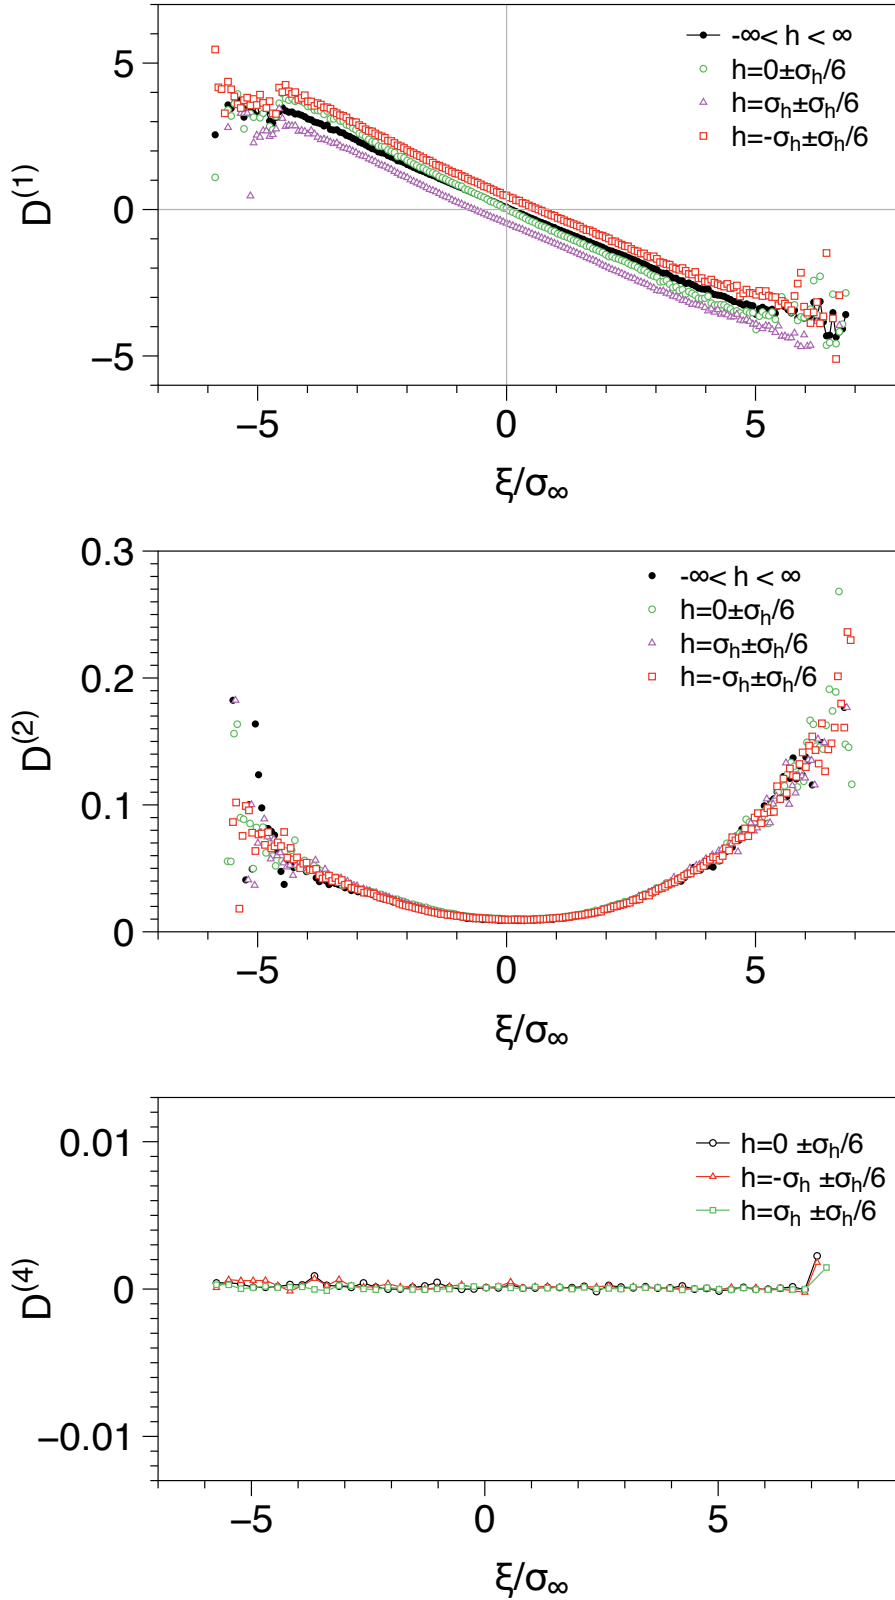 D(1)
5
0
−5
-∞< h < ∞
h=0±σh/6
h=σh±σh/6
h=-σh±σh/6
−5 0 5
ξ/σ∞
D(2)
0.3
0.2
0.1
0
-∞< h < ∞
h=0±σh/6
h=σh±σh/6
h=-σh±σh/6
−5 0 5
ξ/σ∞
D(4)
0.01
0
−0.01
h=0 ±σh/6
h=-σh ±σh/6
h=σh ±σh/6
−5 0 5
ξ/σ∞